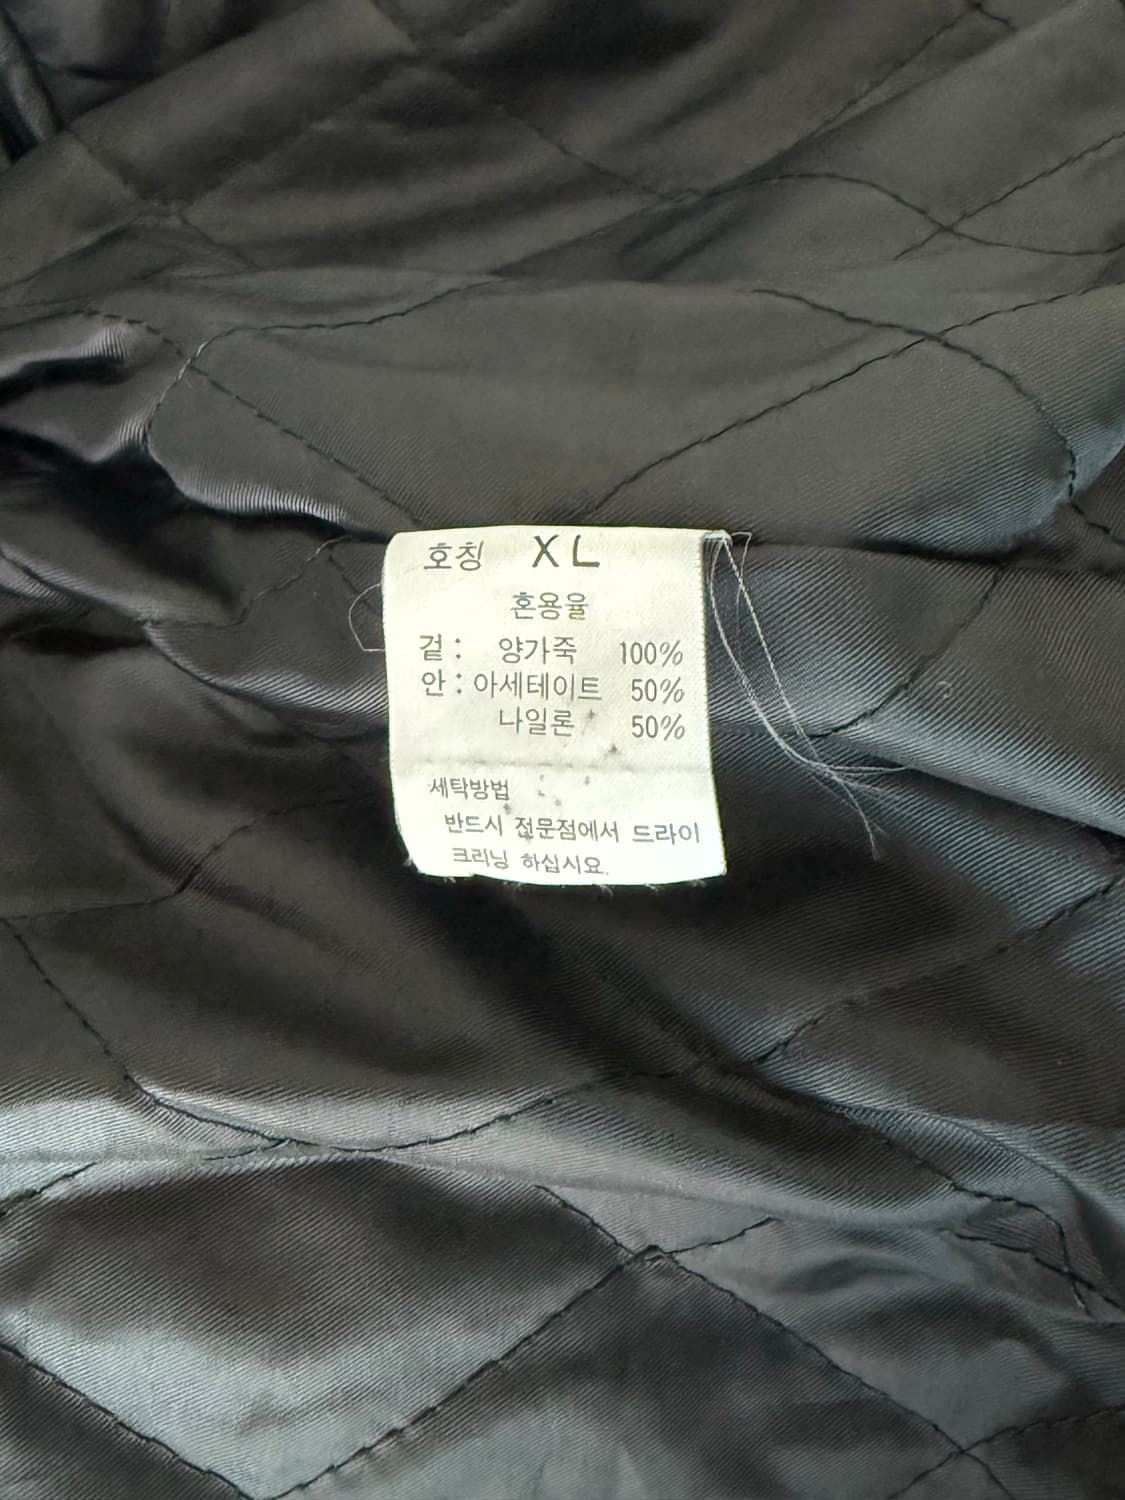 호칭 XL
혼용율
겉: 양가죽 100%
안: 아세테이트 50%
나일론 50%
세탁방법
반드시 전문점에서 드라이
크리닝 하십시요.